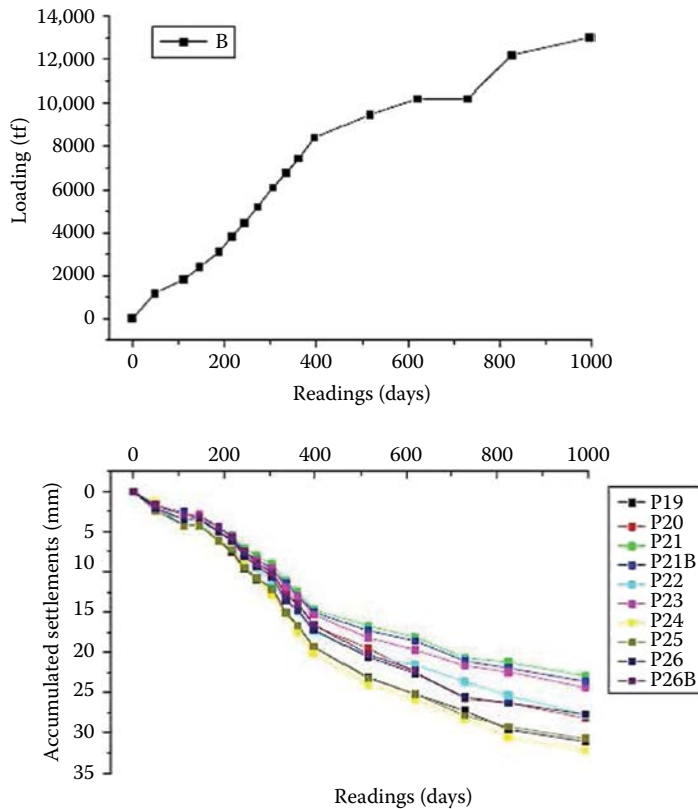 14,000
12,000
10,000
8000
6000
4000
2000
0
Loading (tf)
B
0 200 400 600 800 1000
Readings (days)
0 200 400 600 800 1000
0
5
10
15
20
25
30
35
Accumulated settlements (mm)
P19
P20
P21
P21B
P22
P23
P24
P25
P26
P26B
Readings (days)